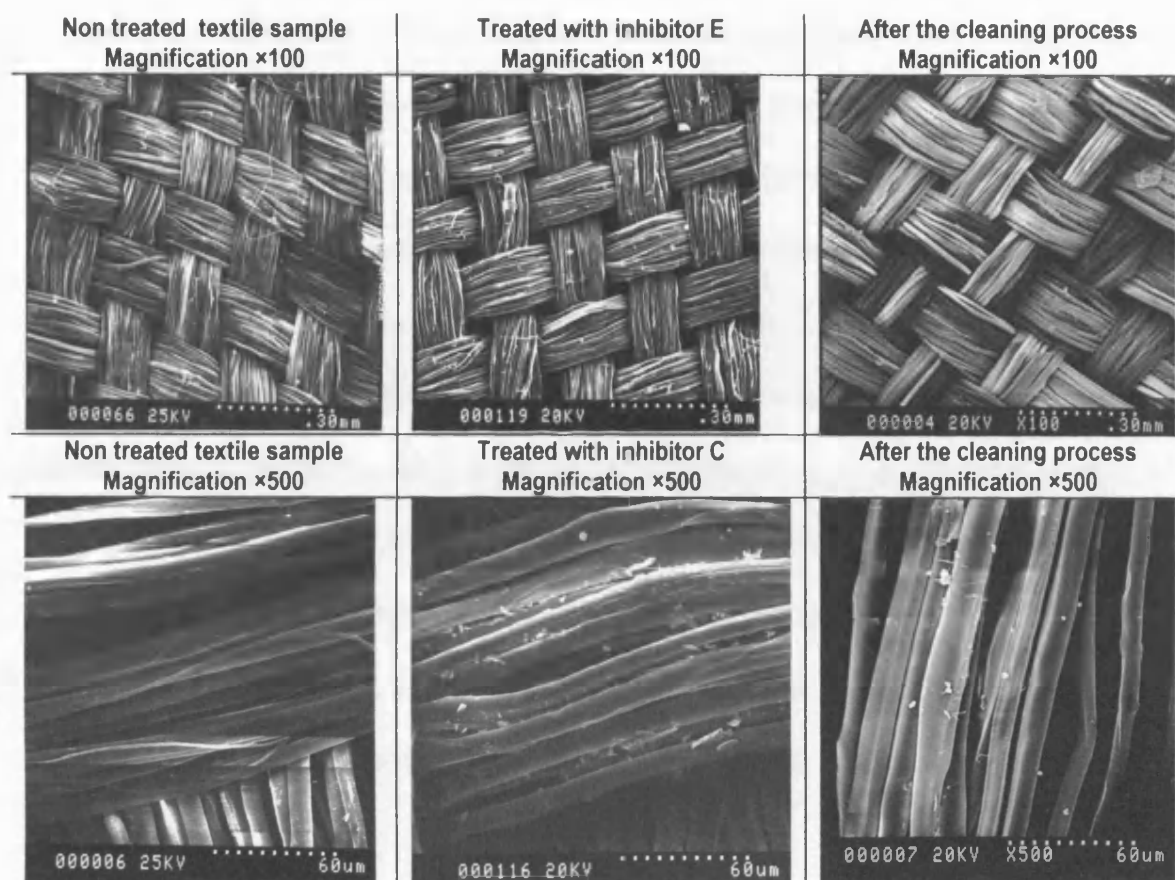 Non treated textile sample
Magnification ×100
Treated with inhibitor E
Magnification ×100
After the cleaning process
Magnification ×100
000066 25KV .30mm
000119 20KV .30mm
000004 20KV X100 .30mm
Non treated textile sample
Magnification ×500
Treated with inhibitor C
Magnification ×500
After the cleaning process
Magnification ×500
000006 25KV 60um
000116 20KV 60um
000007 20KV X500 60um